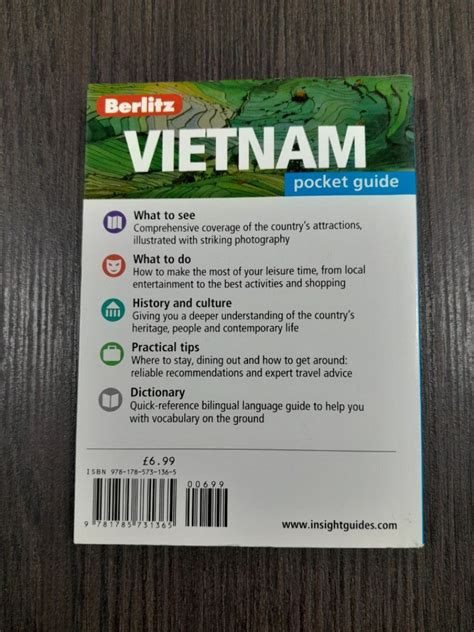 Berlitz
VIETNAM
pocket guide
What to see
Comprehensive coverage of the country's attractions,
illustrated with striking photography
What to do
How to make the most of your leisure time, from local
entertainment to the best activities and shopping
History and culture
Giving you a deeper understanding of the country's
heritage, people and contemporary life
Practical tips
Where to stay, dining out and how to get around:
reliable recommendations and expert travel advice
Dictionary
Quick-reference bilingual language guide to help you
with vocabulary on the ground
£6.99
ISBN 978-178-573-136-5
00699
9 781785 731365
www.insightguides.com